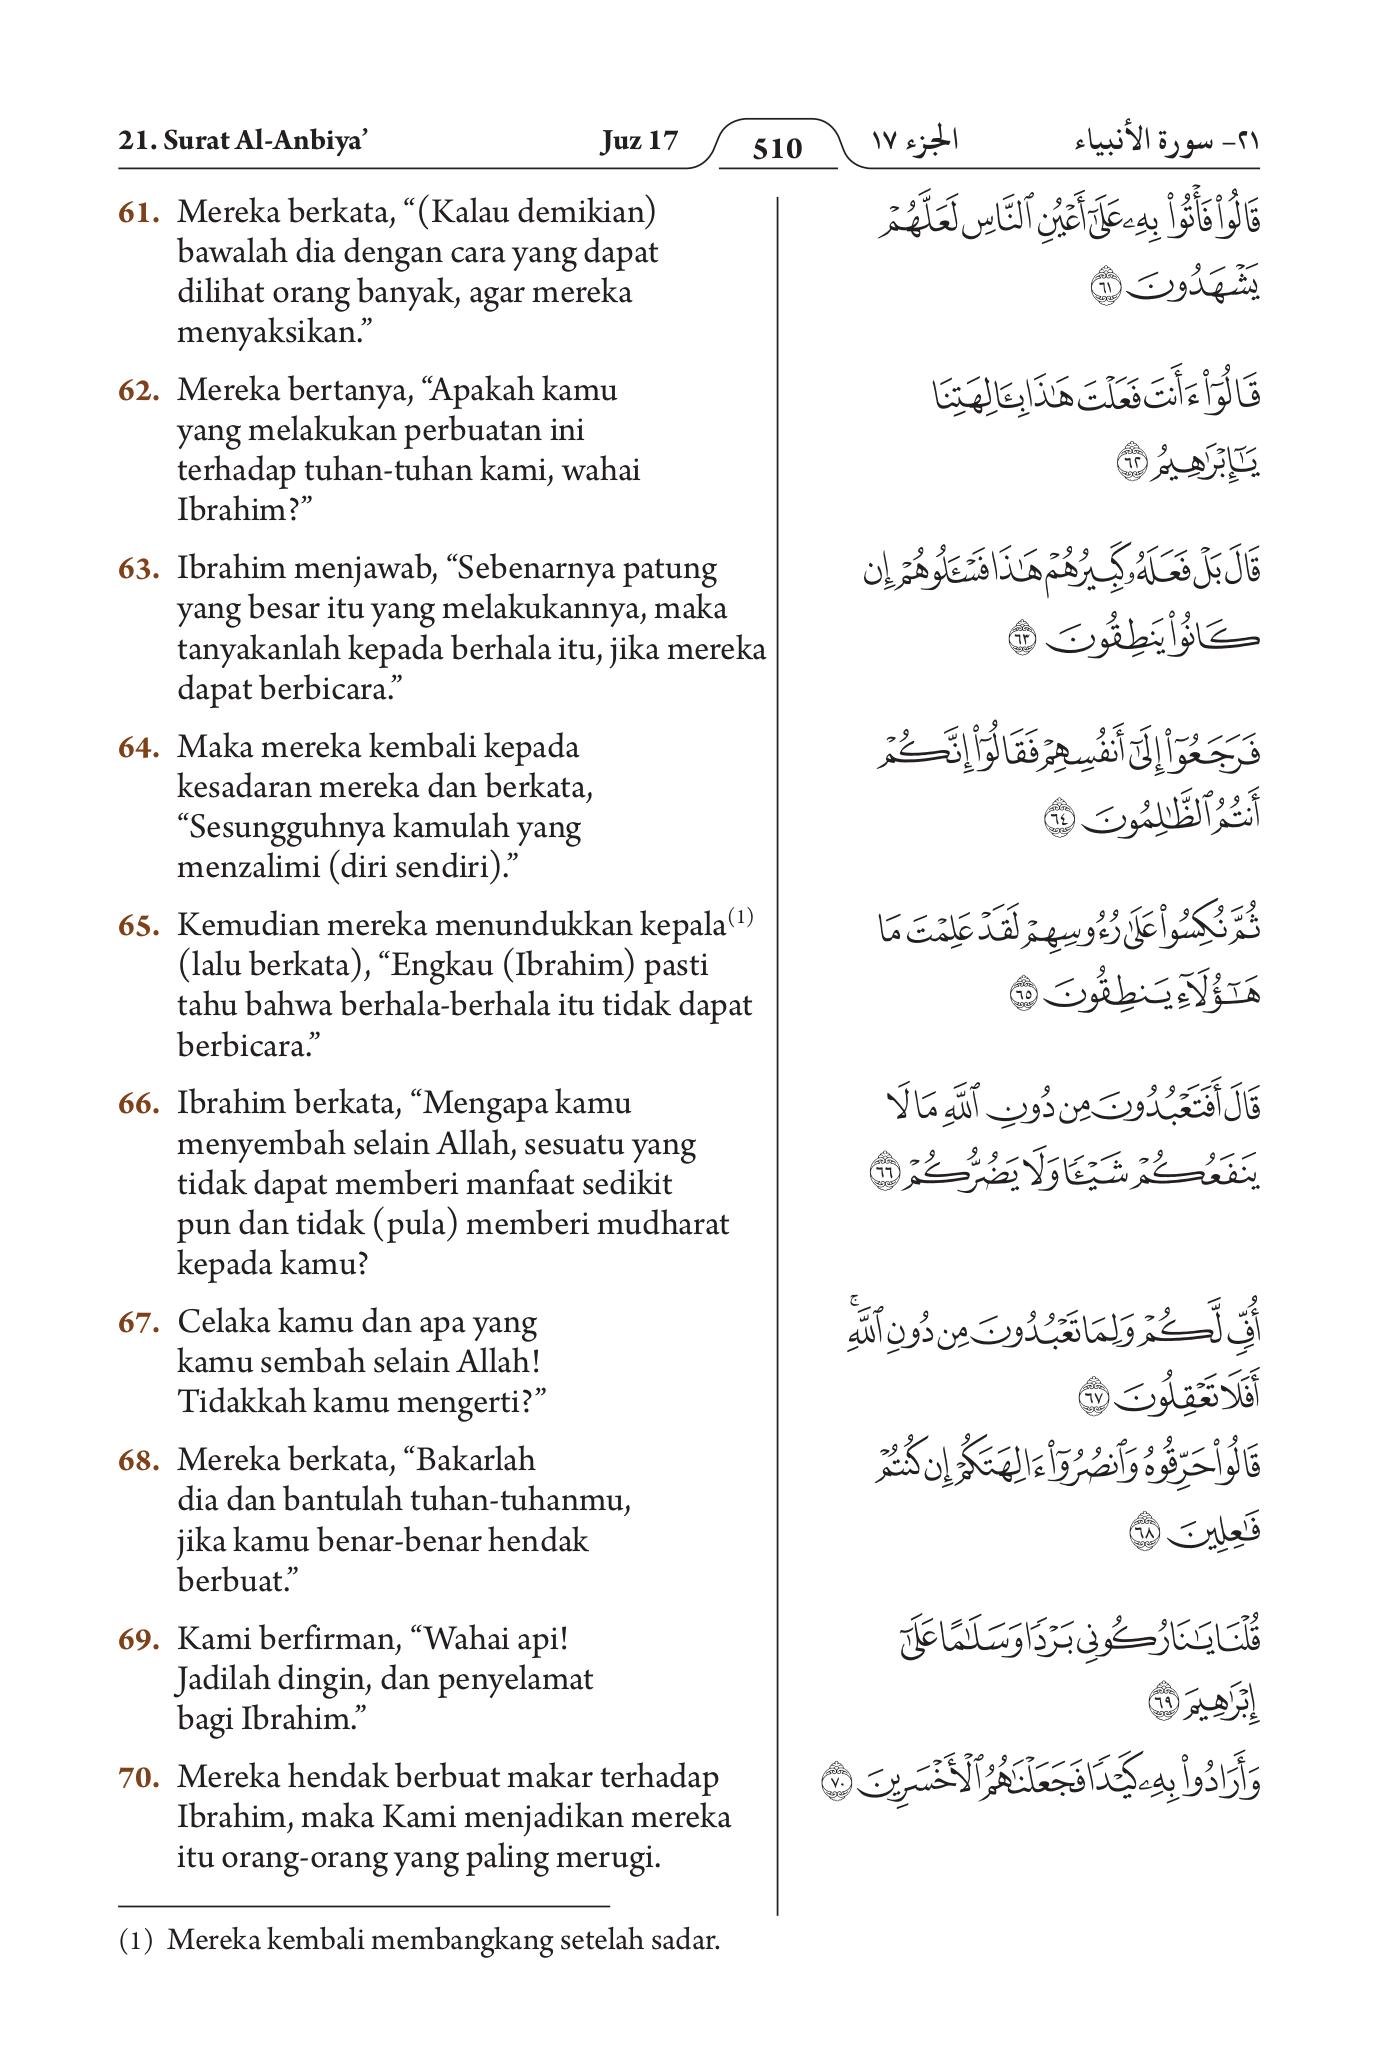 21. Surat Al-Anbiya’ Juz 17 510 الجزء ١٧ ٢١- سورة الأنبياء
61. Mereka berkata, “(Kalau demikian)
bawalah dia dengan cara yang dapat
dilihat orang banyak, agar mereka
menyaksikan.”
62. Mereka bertanya, “Apakah kamu
yang melakukan perbuatan ini
terhadap tuhan-tuhan kami, wahai
Ibrahim?”
63. Ibrahim menjawab, “Sebenarnya patung
yang besar itu yang melakukannya, maka
tanyakanlah kepada berhala itu, jika mereka
dapat berbicara.”
64. Maka mereka kembali kepada
kesadaran mereka dan berkata,
“Sesungguhnya kamulah yang
menzalimi (diri sendiri).”
65. Kemudian mereka menundukkan kepala(1)
(lalu berkata), “Engkau (Ibrahim) pasti
tahu bahwa berhala-berhala itu tidak dapat
berbicara.”
66. Ibrahim berkata, “Mengapa kamu
menyembah selain Allah, sesuatu yang
tidak dapat memberi manfaat sedikit
pun dan tidak (pula) memberi mudharat
kepada kamu?
67. Celaka kamu dan apa yang
kamu sembah selain Allah!
Tidakkah kamu mengerti?”
68. Mereka berkata, “Bakarlah
dia dan bantulah tuhan-tuhanmu,
jika kamu benar-benar hendak
berbuat.”
69. Kami berfirman, “Wahai api!
Jadilah dingin, dan penyelamat
bagi Ibrahim.”
70. Mereka hendak berbuat makar terhadap
Ibrahim, maka Kami menjadikan mereka
itu orang-orang yang paling merugi.
(1) Mereka kembali membangkang setelah sadar.
قَالُوا۟ فَأْتُوا۟ بِهِۦ عَلَىٰٓ أَعْيُنِ ٱلنَّاسِ لَعَلَّهُمْ
يَشْهَدُونَ ٦١
قَالُوٓا۟ ءَأَنتَ فَعَلْتَ هَـٰذَا بِـَٔالِهَتِنَا
يَـٰٓإِبْرَٰهِيمُ ٦٢
قَالَ بَلْ فَعَلَهُۥ كَبِيرُهُمْ هَـٰذَا فَسْـَٔلُوهُمْ إِن
كَانُوا۟ يَنطِقُونَ ٦٣
فَرَجَعُوٓا۟ إِلَىٰٓ أَنفُسِهِمْ فَقَالُوٓا۟ إِنَّكُمْ
أَنتُمُ ٱلظَّـٰلِمُونَ ٦٤
ثُمَّ نُكِسُوا۟ عَلَىٰ رُءُوسِهِمْ لَقَدْ عَلِمْتَ مَا
هَـٰٓؤُلَآءِ يَنطِقُونَ ٦٥
قَالَ أَفَتَعْبُدُونَ مِن دُونِ ٱللَّهِ مَا لَا
يَنفَعُكُمْ شَيْـًٔا وَلَا يَضُرُّكُمْ ٦٦
أُفٍّ لَّكُمْ وَلِمَا تَعْبُدُونَ مِن دُونِ ٱللَّهِ ۚ
أَفَلَا تَعْقِلُونَ ٦٧
قَالُوا۟ حَرِّقُوهُ وَٱنصُرُوٓا۟ ءَالِهَتَكُمْ إِن كُنتُمْ
فَـٰعِلِينَ ٦٨
قُلْنَا يَـٰنَارُ كُونِى بَرْدًا وَسَلَـٰمًا عَلَىٰٓ
إِبْرَٰهِيمَ ٦٩
وَأَرَادُوا۟ بِهِۦ كَيْدًا فَجَعَلْنَـٰهُمُ ٱلْأَخْسَرِينَ ٧٠